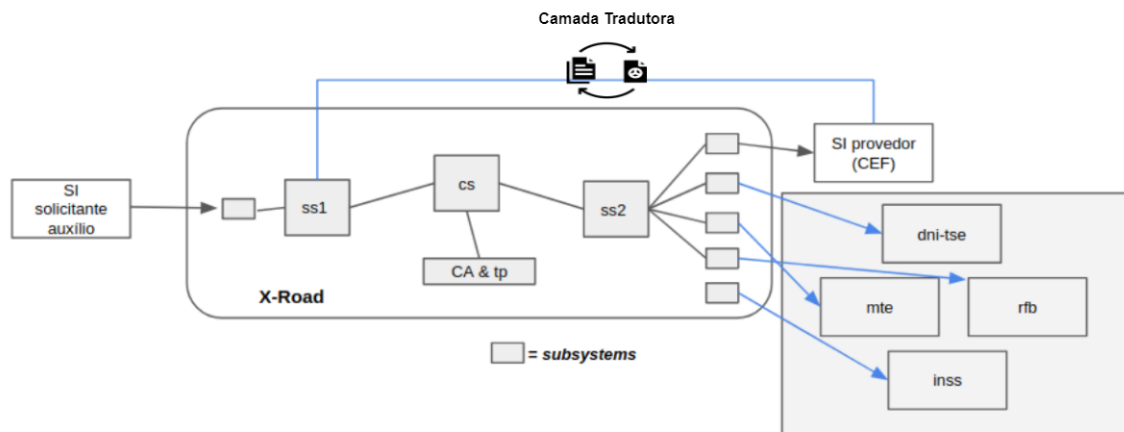 Camada Tradutora
SI provedor
(CEF)
SI
solicitante
auxílio
ss1
cs
ss2
CA & tp
X-Road
dni-tse
mte
rfb
inss
= subsystems